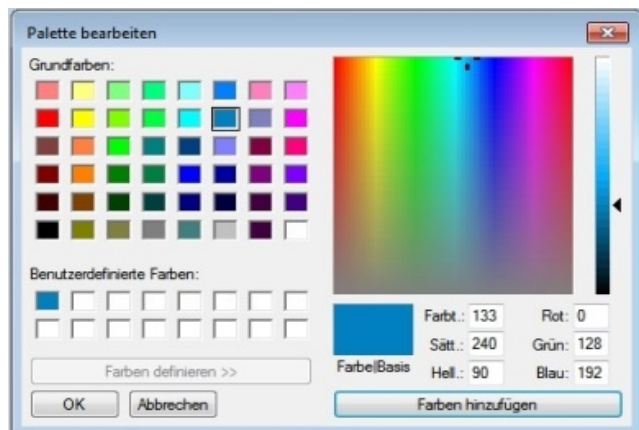 Palette bearbeiten
Grundfarben:
Benutzerdefinierte Farben:
Farben definieren >>
OK
Abbrechen
Farbe|Basis
Farbt.: 133
Sätt.: 240
Hell.: 90
Rot: 0
Grün: 128
Blau: 192
Farben hinzufügen